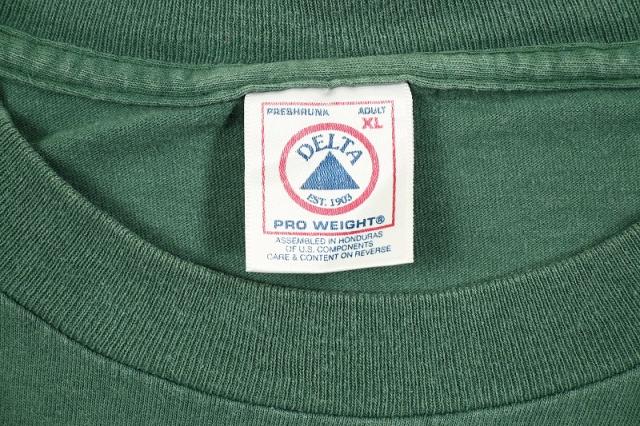 PRESHRUNK ADULT
XL
DELTA
EST. 1903
PRO WEIGHT®
ASSEMBLED IN HONDURAS
OF U.S. COMPONENTS
CARE & CONTENT ON REVERSE